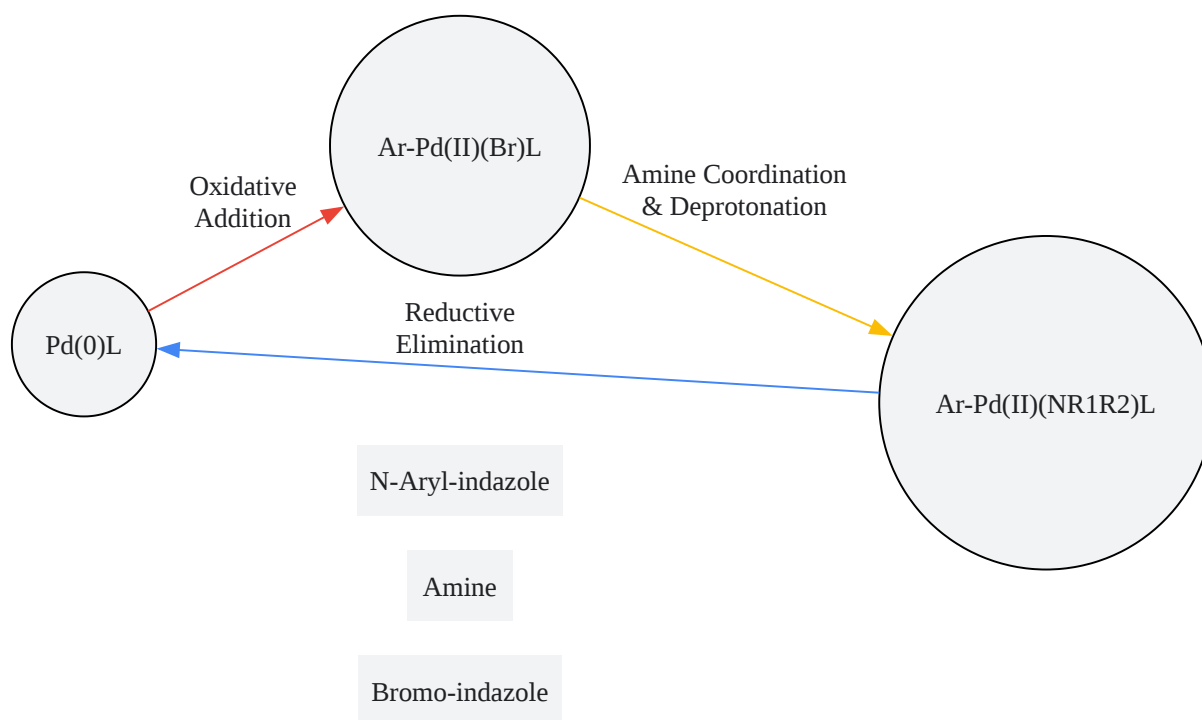 Ar-Pd(II)(Br)L
Oxidative
Addition
Amine Coordination
& Deprotonation
Pd(0)L
Reductive
Elimination
Ar-Pd(II)(NR1R2)L
N-Aryl-indazole
Amine
Bromo-indazole